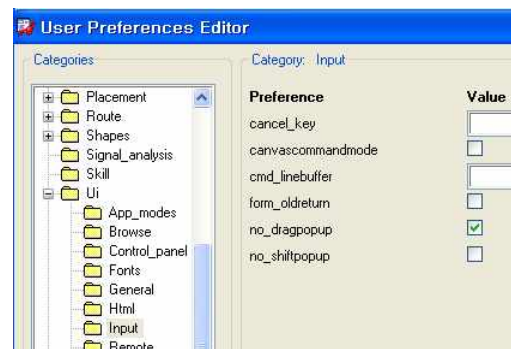 User Preferences Editor
Categories
Category: Input
Placement
Route
Shapes
Signal_analysis
Skill
Ui
App_modes
Browse
Control_panel
Fonts
General
Html
Input
Remote
Preference Value
cancel_key
canvascommandmode
cmd_linebuffer
form_oldreturn
no_dragpopup
no_shiftpopup